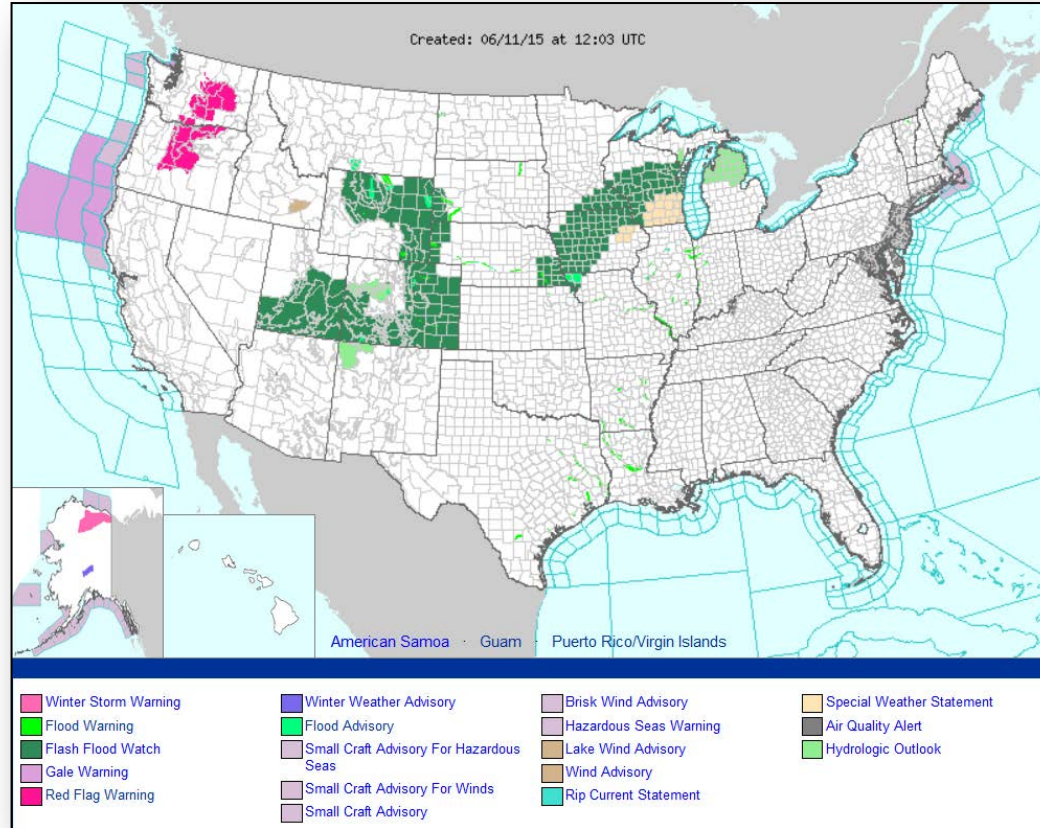 Created: 06/11/15 at 12:03 UTC
American Samoa · Guam · Puerto Rico/Virgin Islands
Winter Storm Warning
Flood Warning
Flash Flood Watch
Gale Warning
Red Flag Warning
Winter Weather Advisory
Flood Advisory
Small Craft Advisory For Hazardous
Seas
Small Craft Advisory For Winds
Small Craft Advisory
Brisk Wind Advisory
Hazardous Seas Warning
Lake Wind Advisory
Wind Advisory
Rip Current Statement
Special Weather Statement
Air Quality Alert
Hydrologic Outlook